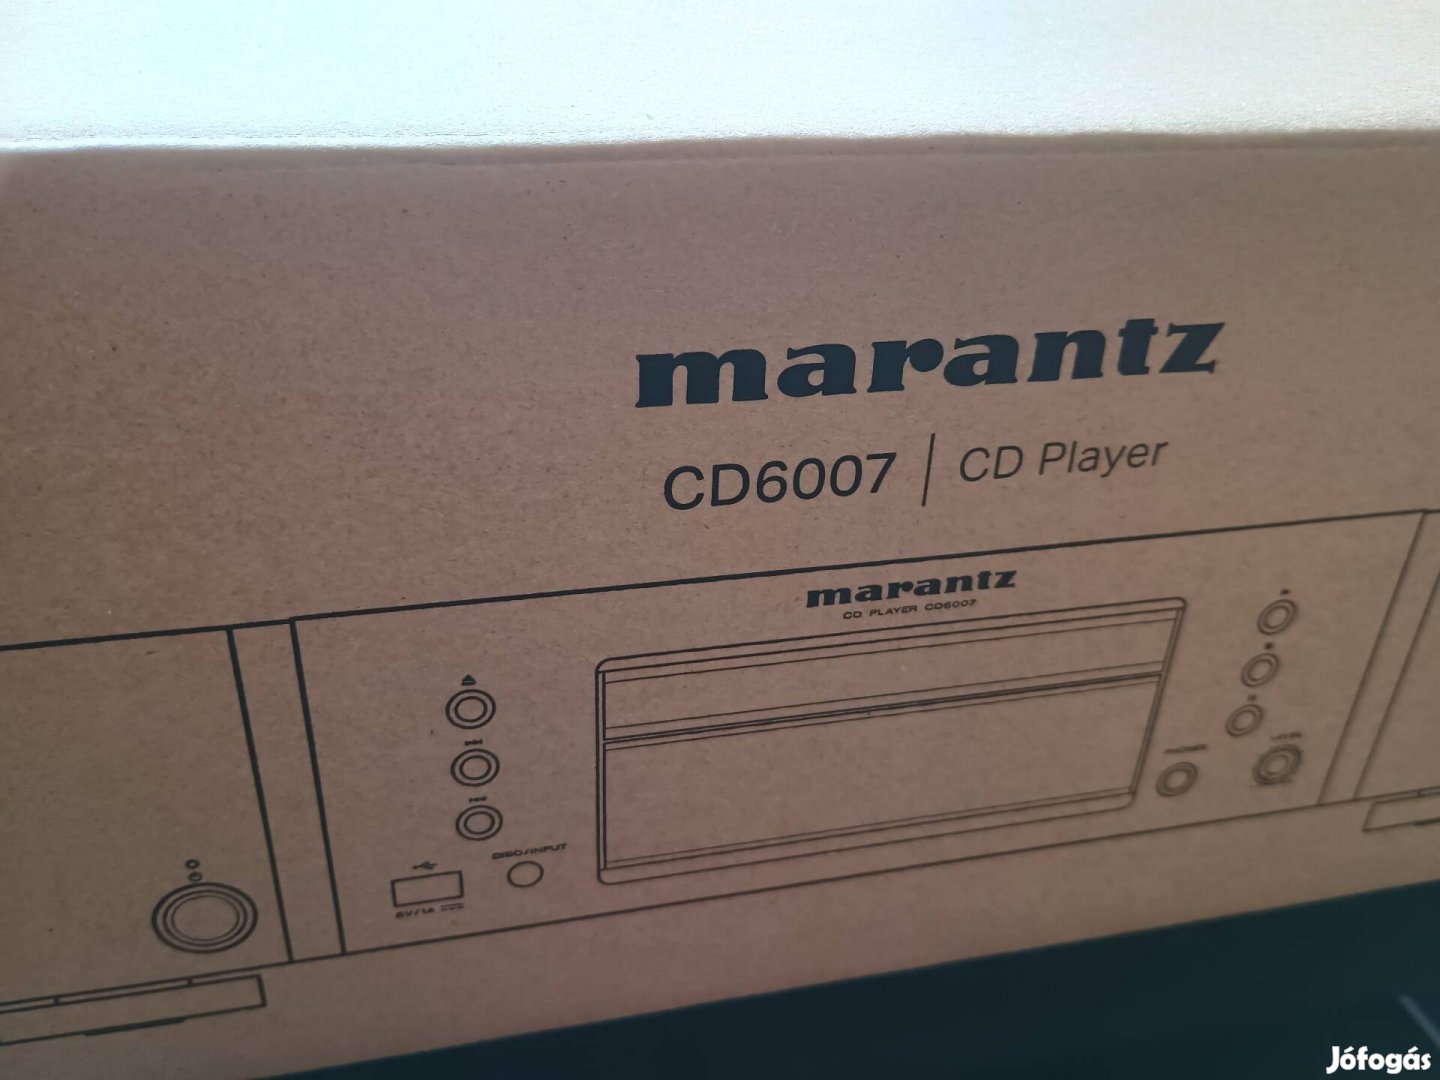 marantz
CD6007 | CD Player
marantz
CD PLAYER CD6007
DISC/INPUT
5V/1A
Jófogás